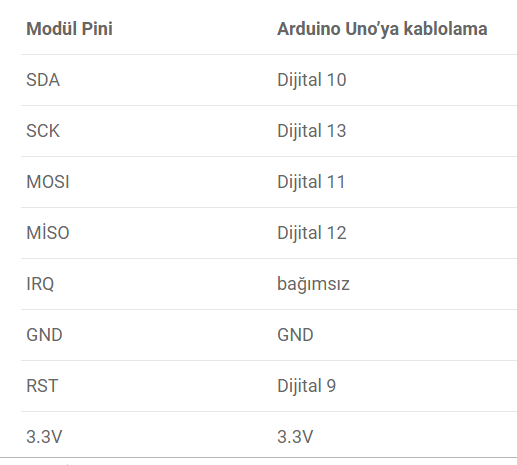 Modül Pini Arduino Uno’ya kablolama
SDA Dijital 10
SCK Dijital 13
MOSI Dijital 11
MİSO Dijital 12
IRQ bağımsız
GND GND
RST Dijital 9
3.3V 3.3V